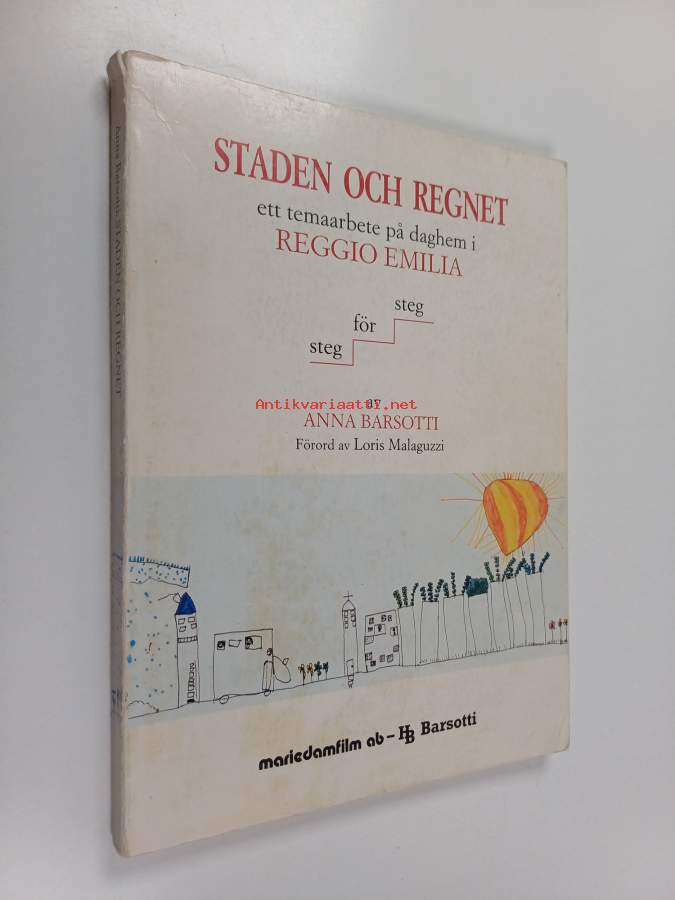 STADEN OCH REGNET
ett temaarbete på daghem i
REGGIO EMILIA
steg
för
steg
av
Antikvariaatti.net
ANNA BARSOTTI
Förord av Loris Malaguzzi
mariedamfilm ab – HB Barsotti
Anna Barsotti: STADEN OCH REGNET